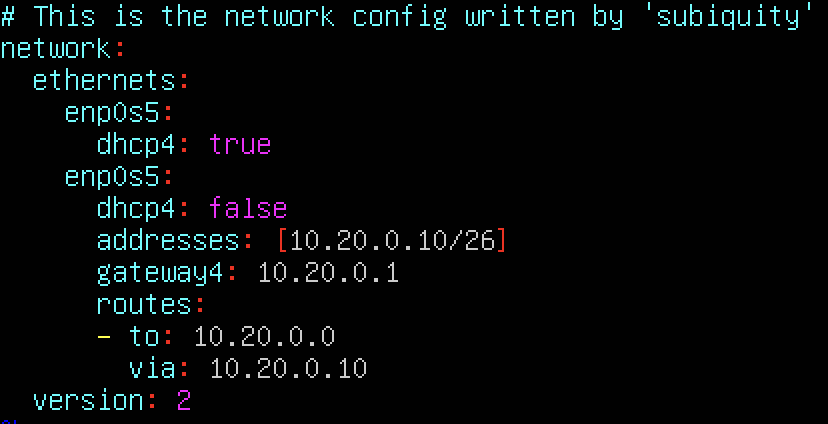 # This is the network config written by 'subiquity'
network:
  ethernets:
    enp0s5:
      dhcp4: true
    enp0s5:
      dhcp4: false
      addresses: [10.20.0.10/26]
      gateway4: 10.20.0.1
      routes:
      - to: 10.20.0.0
        via: 10.20.0.10
  version: 2